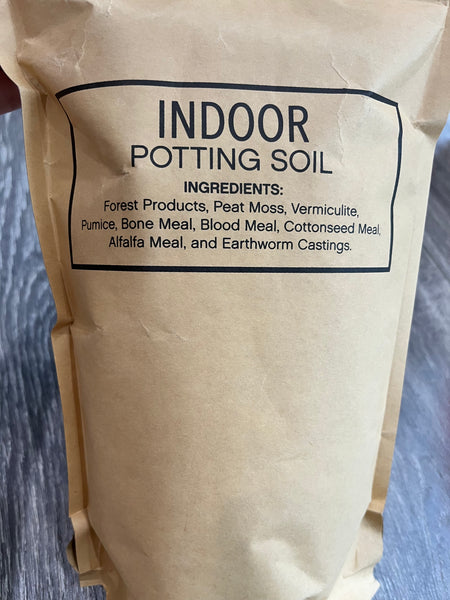 INDOOR
POTTING SOIL
INGREDIENTS:
Forest Products, Peat Moss, Vermiculite,
Pumice, Bone Meal, Blood Meal, Cottonseed Meal,
Alfalfa Meal, and Earthworm Castings.